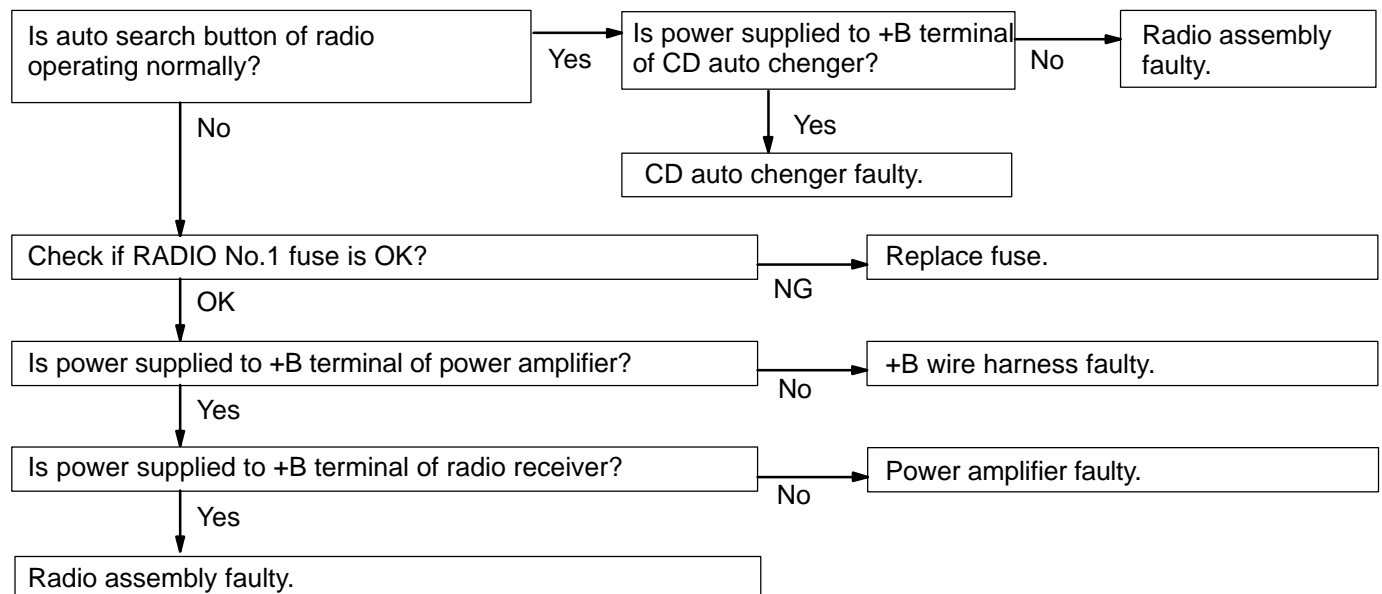 Is auto search button of radio
operating normally?
Yes
Is power supplied to +B terminal
of CD auto chenger?
No
Radio assembly
faulty.
No
Yes
CD auto chenger faulty.
Check if RADIO No.1 fuse is OK?
NG
Replace fuse.
OK
Is power supplied to +B terminal of power amplifier?
No
+B wire harness faulty.
Yes
Is power supplied to +B terminal of radio receiver?
No
Power amplifier faulty.
Yes
Radio assembly faulty.